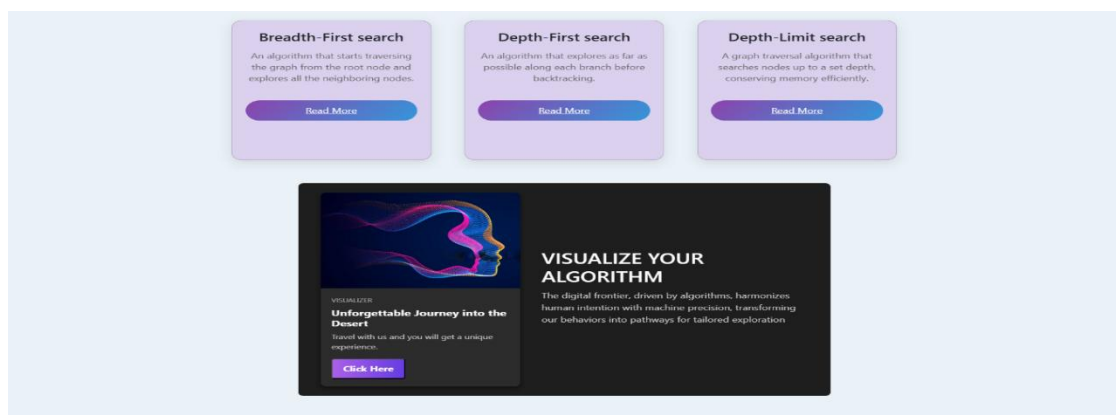 Breadth-First search
An algorithm that starts traversing
the graph from the root node and
explores all the neighboring nodes.
Read More
Depth-First search
An algorithm that explores as far as
possible along each branch before
backtracking.
Read More
Depth-Limit search
A graph traversal algorithm that
searches nodes up to a set depth,
conserving memory efficiently.
Read More
VISUALIZER
Unforgettable Journey into the
Desert
Travel with us and you will get a unique
experience.
Click Here
VISUALIZE YOUR
ALGORITHM
The digital frontier, driven by algorithms, harmonizes
human intention with machine precision, transforming
our behaviors into pathways for tailored exploration